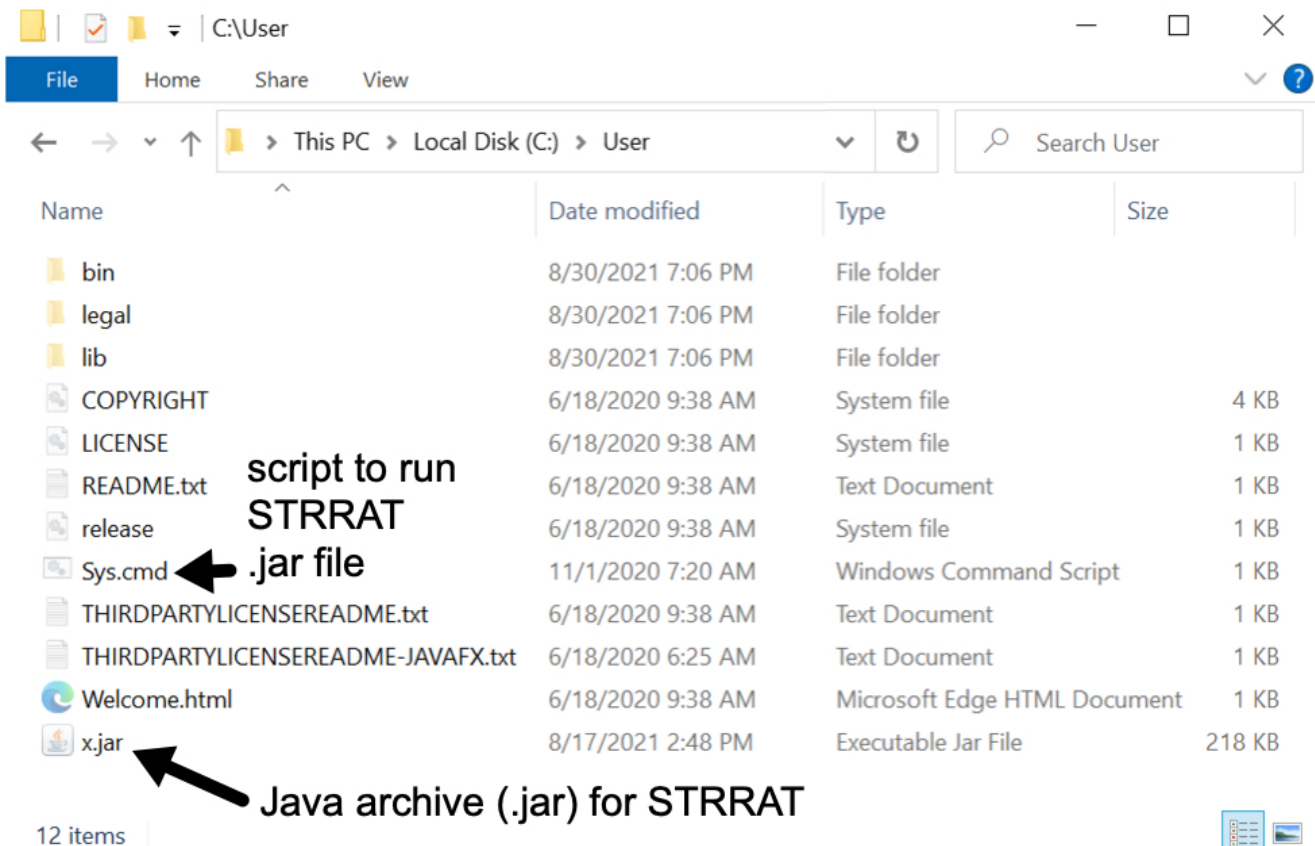 C:\User
File Home Share View
?
This PC > Local Disk (C:) > User Search User
Name Date modified Type Size
bin 8/30/2021 7:06 PM File folder
legal 8/30/2021 7:06 PM File folder
lib 8/30/2021 7:06 PM File folder
COPYRIGHT 6/18/2020 9:38 AM System file 4 KB
LICENSE 6/18/2020 9:38 AM System file 1 KB
script to run
README.txt 6/18/2020 9:38 AM Text Document 1 KB
STRRAT
release 6/18/2020 9:38 AM System file 1 KB
.jar file
Sys.cmd 11/1/2020 7:20 AM Windows Command Script 1 KB
THIRDPARTYLICENSEREADME.txt 6/18/2020 9:38 AM Text Document 1 KB
THIRDPARTYLICENSEREADME-JAVAFX.txt 6/18/2020 6:25 AM Text Document 1 KB
Welcome.html 6/18/2020 9:38 AM Microsoft Edge HTML Document 1 KB
x.jar 8/17/2021 2:48 PM Executable Jar File 218 KB
Java archive (.jar) for STRRAT
12 items